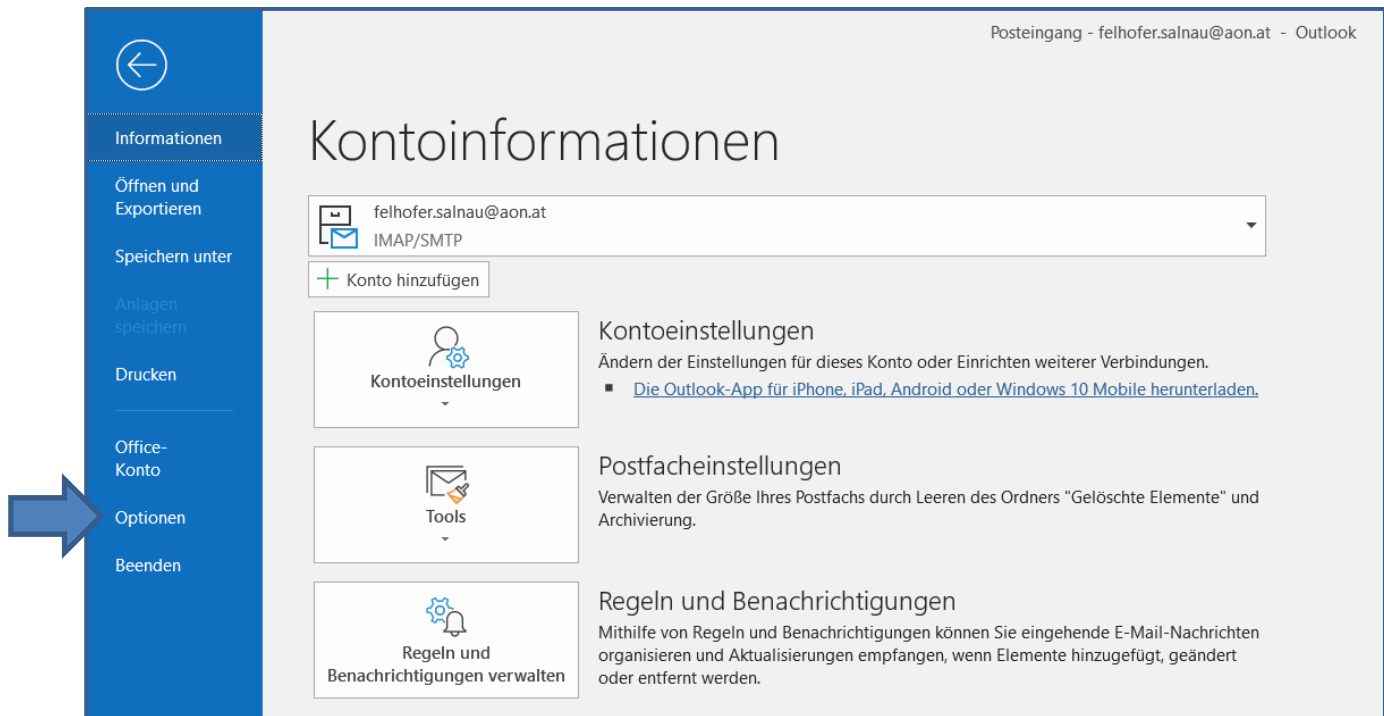 Posteingang - felhofer.salnau@aon.at - Outlook
Informationen
Öffnen und
Exportieren
Speichern unter
Anlagen
speichern
Drucken
Office-
Konto
Optionen
Beenden
Kontoinformationen
felhofer.salnau@aon.at
IMAP/SMTP
Konto hinzufügen
Kontoeinstellungen
Kontoeinstellungen
Ändern der Einstellungen für dieses Konto oder Einrichten weiterer Verbindungen.
Die Outlook-App für iPhone, iPad, Android oder Windows 10 Mobile herunterladen.
Tools
Postfacheinstellungen
Verwalten der Größe Ihres Postfachs durch Leeren des Ordners "Gelöschte Elemente" und
Archivierung.
Regeln und
Benachrichtigungen verwalten
Regeln und Benachrichtigungen
Mithilfe von Regeln und Benachrichtigungen können Sie eingehende E-Mail-Nachrichten
organisieren und Aktualisierungen empfangen, wenn Elemente hinzugefügt, geändert
oder entfernt werden.